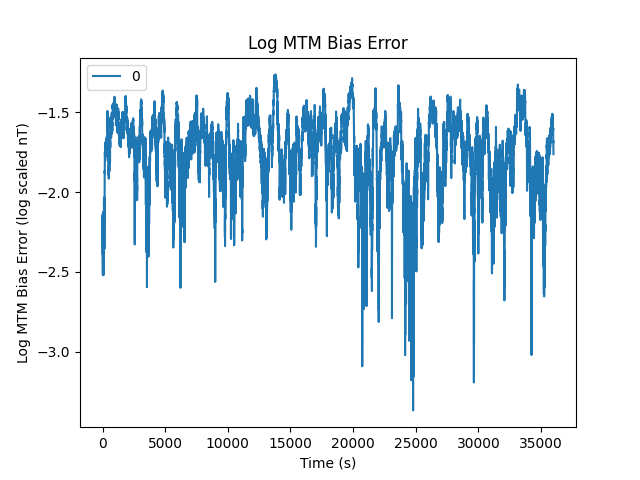 Log MTM Bias Error
0
Log MTM Bias Error (log scaled nT)
−1.5
−2.0
−2.5
−3.0
0 5000 10000 15000 20000 25000 30000 35000
Time (s)